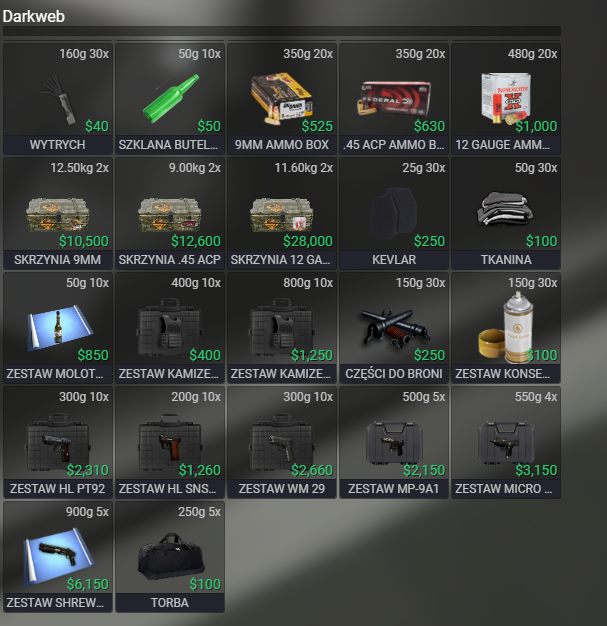 Darkweb
160g 30x
50g 10x
350g 20x
350g 20x
480g 20x
FEDERAL
WINCHESTER
$40
$50
$525
$630
$1,000
WYTRYCH
SZKLANA BUTEL...
9MM AMMO BOX
.45 ACP AMMO B...
12 GAUGE AMM...
12.50kg 2x
9.00kg 2x
11.60kg 2x
25g 30x
50g 30x
$10,500
$12,600
$28,000
$250
$100
SKRZYNIA 9MM
SKRZYNIA .45 ACP
SKRZYNIA 12 GA...
KEVLAR
TKANINA
50g 10x
400g 10x
800g 10x
150g 30x
150g 30x
$850
$400
$1,250
$250
$100
ZESTAW MOLOT...
ZESTAW KAMIZE...
ZESTAW KAMIZE...
CZĘŚCI DO BRONI
ZESTAW KONSE...
300g 10x
200g 10x
300g 10x
500g 5x
550g 4x
$2,310
$1,260
$2,660
$2,150
$3,150
ZESTAW HL PT92
ZESTAW HL SNS...
ZESTAW WM 29
ZESTAW MP-9A1
ZESTAW MICRO ...
900g 5x
250g 5x
$6,150
$100
ZESTAW SHREW...
TORBA